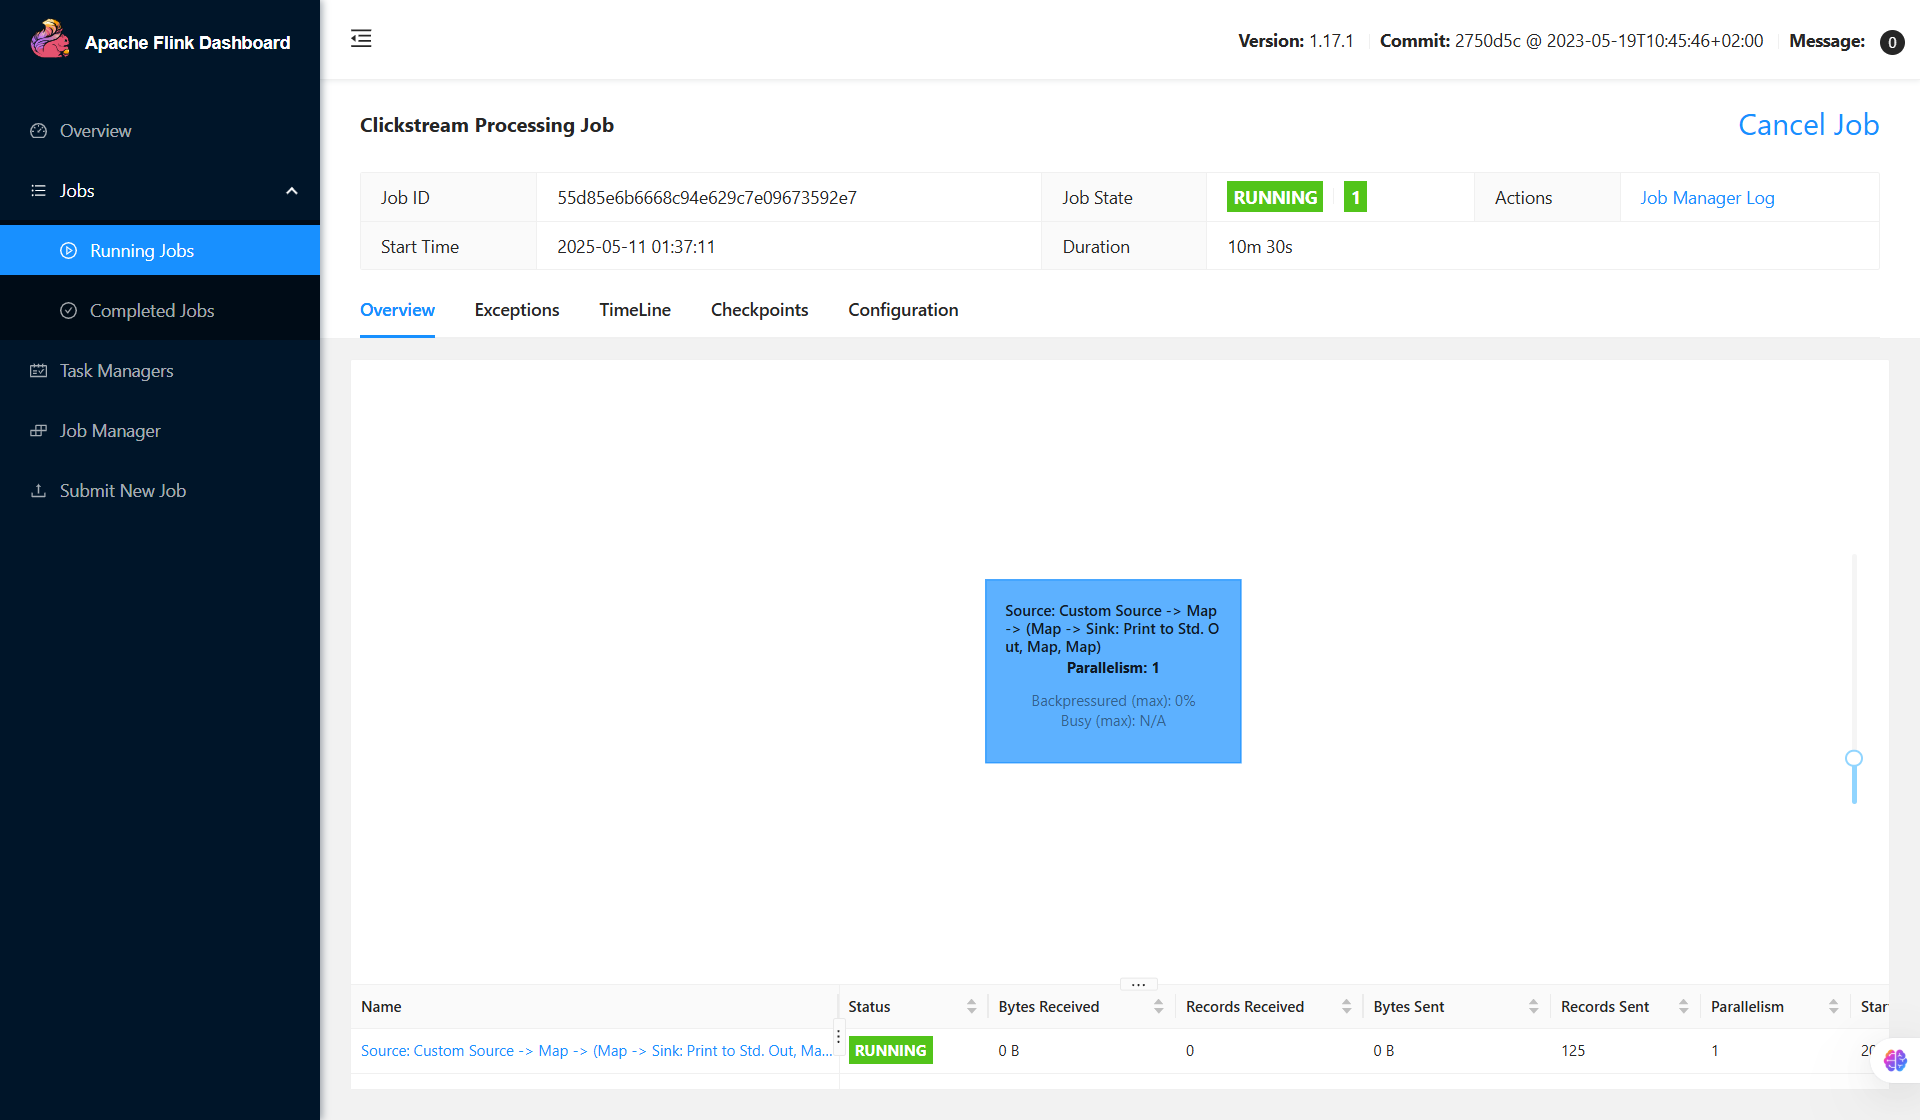 Apache Flink Dashboard
Version: 1.17.1 Commit: 2750d5c @ 2023-05-19T10:45:46+02:00 Message: 0
Overview
Jobs
Running Jobs
Completed Jobs
Task Managers
Job Manager
Submit New Job
Clickstream Processing Job
Cancel Job
Job ID 55d85e6b6668c94e629c7e09673592e7 Job State RUNNING 1 Actions Job Manager Log
Start Time 2025-05-11 01:37:11 Duration 10m 30s
Overview Exceptions TimeLine Checkpoints Configuration
Source: Custom Source -> Map
-> (Map -> Sink: Print to Std. O
ut, Map, Map)
Parallelism: 1
Backpressured (max): 0%
Busy (max): N/A
Name Status Bytes Received Records Received Bytes Sent Records Sent Parallelism Star
Source: Custom Source -> Map -> (Map -> Sink: Print to Std. Out, Ma... RUNNING 0 B 0 0 B 125 1 20